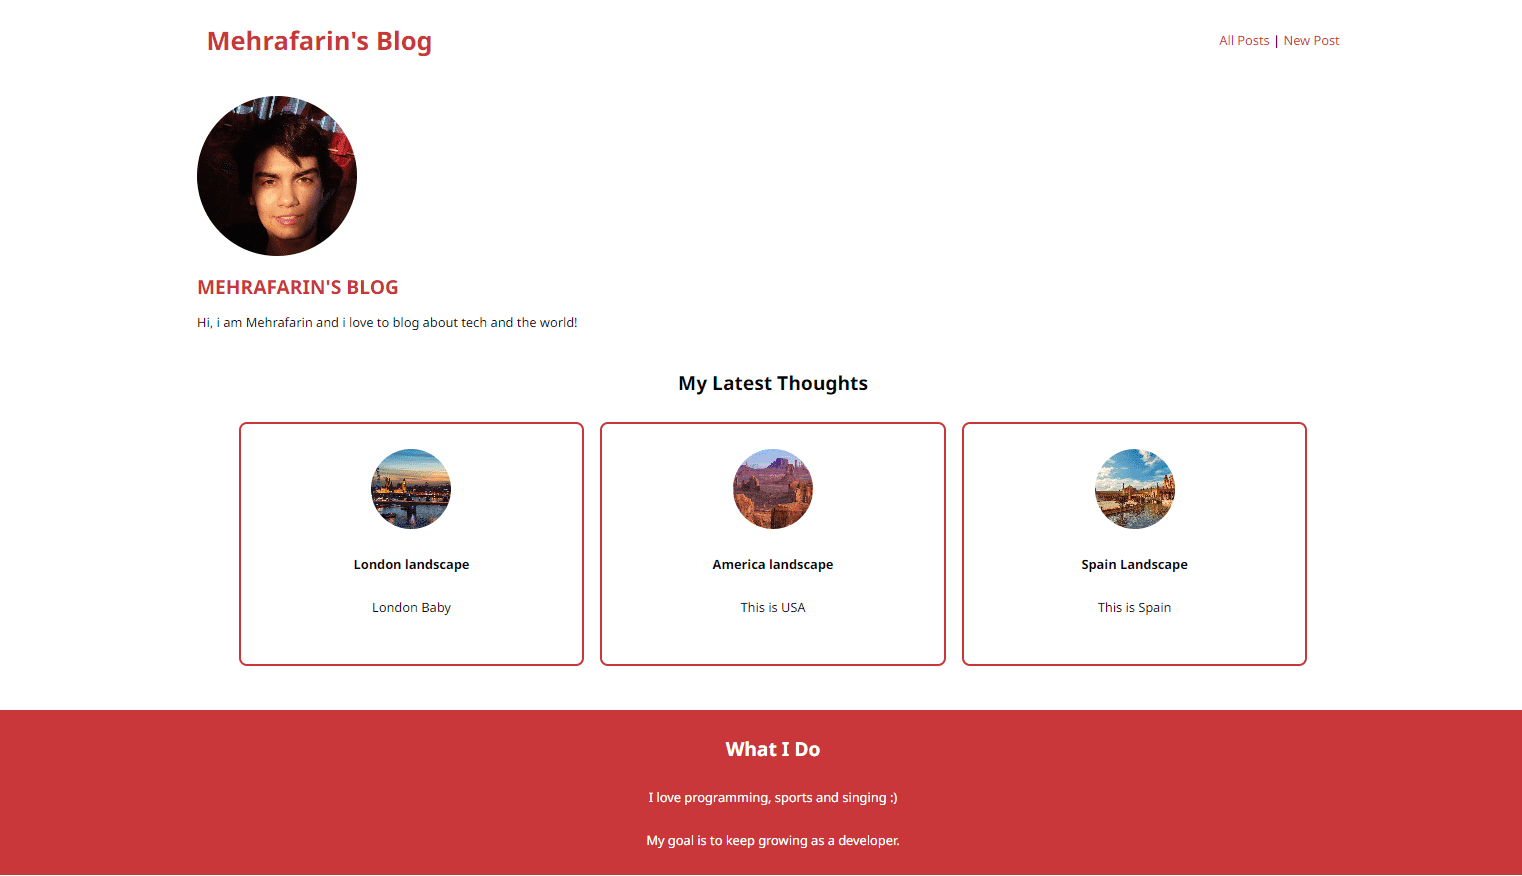 Mehrafarin's Blog
All Posts | New Post
MEHRAFARIN'S BLOG
Hi, i am Mehrafarin and i love to blog about tech and the world!
My Latest Thoughts
London landscape
London Baby
America landscape
This is USA
Spain Landscape
This is Spain
What I Do
I love programming, sports and singing :)
My goal is to keep growing as a developer.